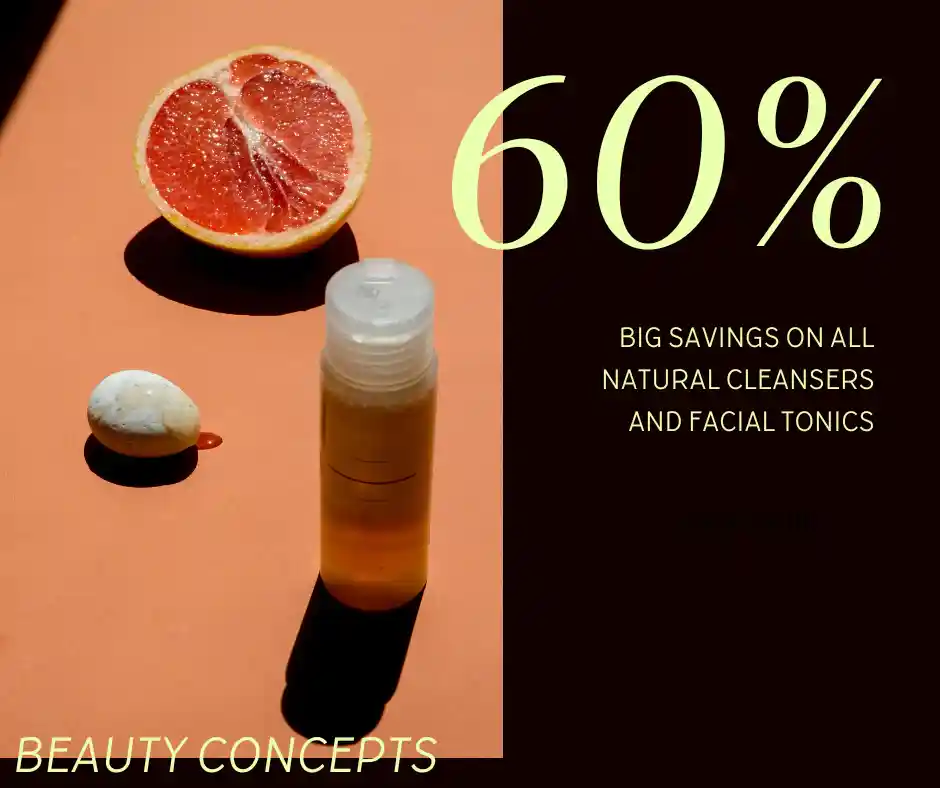 60%
BIG SAVINGS ON ALL
NATURAL CLEANSERS
AND FACIAL TONICS
BEAUTY CONCEPTS